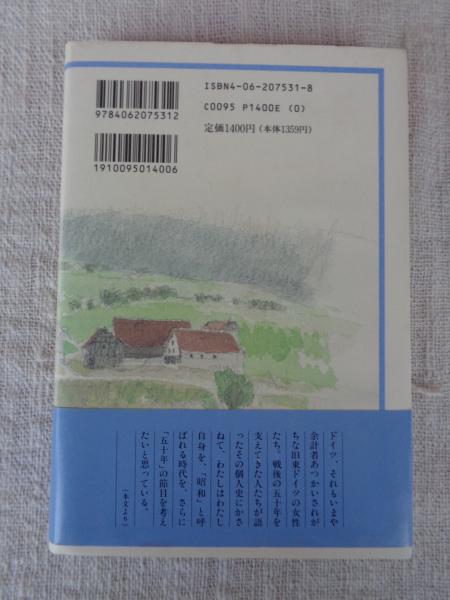 ISBN4-06-207531-8
C0095 P1400E (0)
定価1400円(本体1359円)
9784062075312
1910095014006
ドイツ、それもいまや
余計者あつかいされが
ちな旧東ドイツの女性
たち。戦後の五十年を
支えてきた人たちが語
ったその個人史にかさ
ねて、わたしはわたし
自身を、「昭和」と呼
ばれる時代を、さらに
「五十年」の節目を考え
たいと思っている。
(本文より)